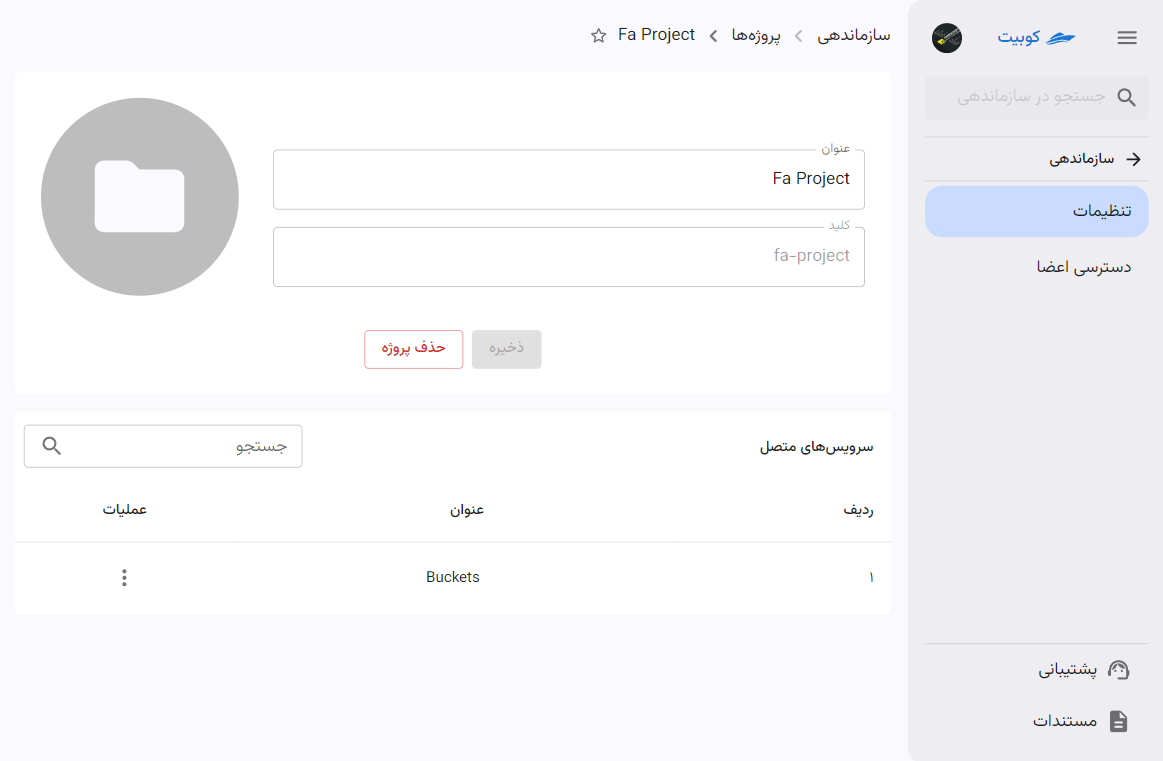 کوبیت
جستجو در سازماندهی
سازماندهی
تنظیمات
دسترسی اعضا
پشتیبانی
مستندات
سازماندهی
پروژه‌ها
Fa Project
عنوان
Fa Project
کلید
fa-project
ذخیره
حذف پروژه
سرویس‌های متصل
جستجو
ردیف عنوان عملیات
۱ Buckets